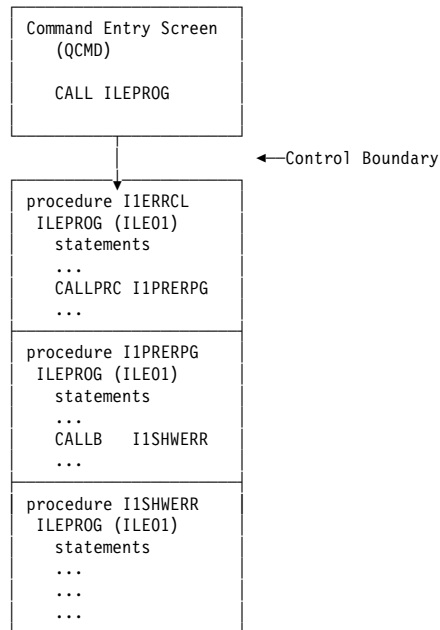 Command Entry Screen
(QCMD)
CALL ILEPROG
◄──Control Boundary
procedure I1ERRCL
ILEPROG (ILE01)
statements
...
CALLPRC I1PRERPG
...
procedure I1PRERPG
ILEPROG (ILE01)
statements
...
CALLB   I1SHWERR
...
procedure I1SHWERR
ILEPROG (ILE01)
statements
...
...
...